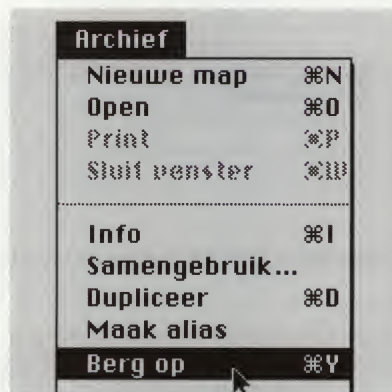 Archief
Nieuwe map ⌘N
Open ⌘O
Print ⌘P
Sluit venster ⌘W
Info ⌘I
Samengebruik...
Dupliceer ⌘D
Maak alias
Berg op ⌘Y